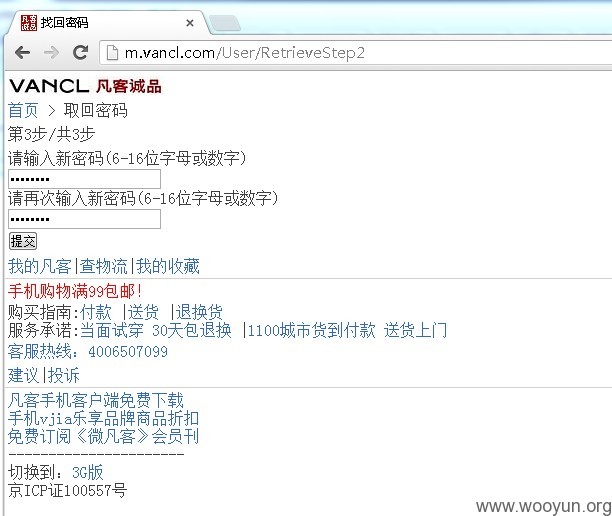 凡客诚品 找回密码 ×
m.vancl.com/User/RetrieveStep2
VANCL 凡客诚品
首页 > 取回密码
第3步/共3步
请输入新密码(6-16位字母或数字)
••••••••
请再次输入新密码(6-16位字母或数字)
••••••••
提交
我的凡客|查物流|我的收藏
手机购物满99包邮!
购买指南:付款 |送货 |退换货
服务承诺:当面试穿 30天包退换 |1100城市货到付款 送货上门
客服热线: 4006507099
建议|投诉
凡客手机客户端免费下载
手机vjia乐享品牌商品折扣
免费订阅《微凡客》会员刊
----------------------
切换到: 3G版
京ICP证100557号
www.wooyun.org